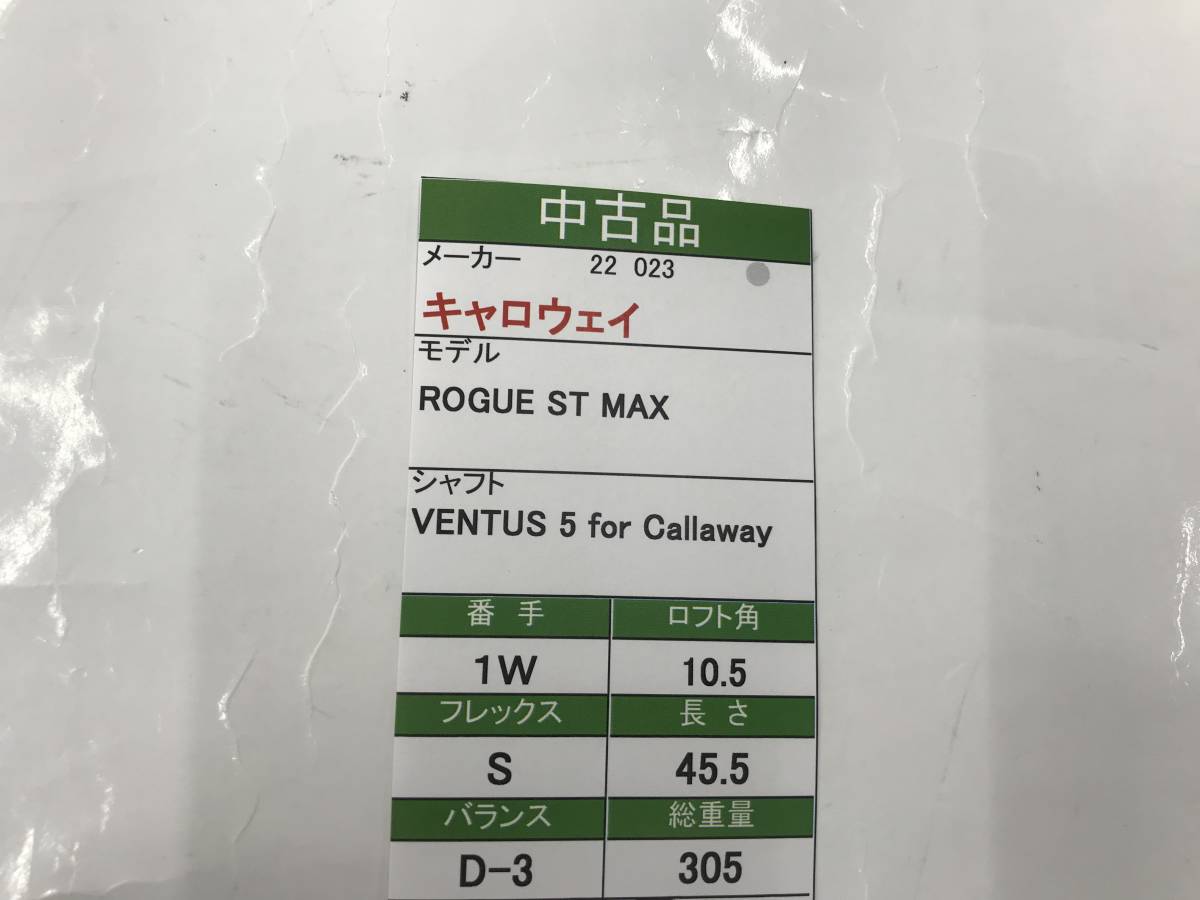 中古品
メーカー 22 023
キャロウェイ
モデル
ROGUE ST MAX
シャフト
VENTUS 5 for Callaway
番手 ロフト角
1W 10.5
フレックス 長さ
S 45.5
バランス 総重量
D-3 305